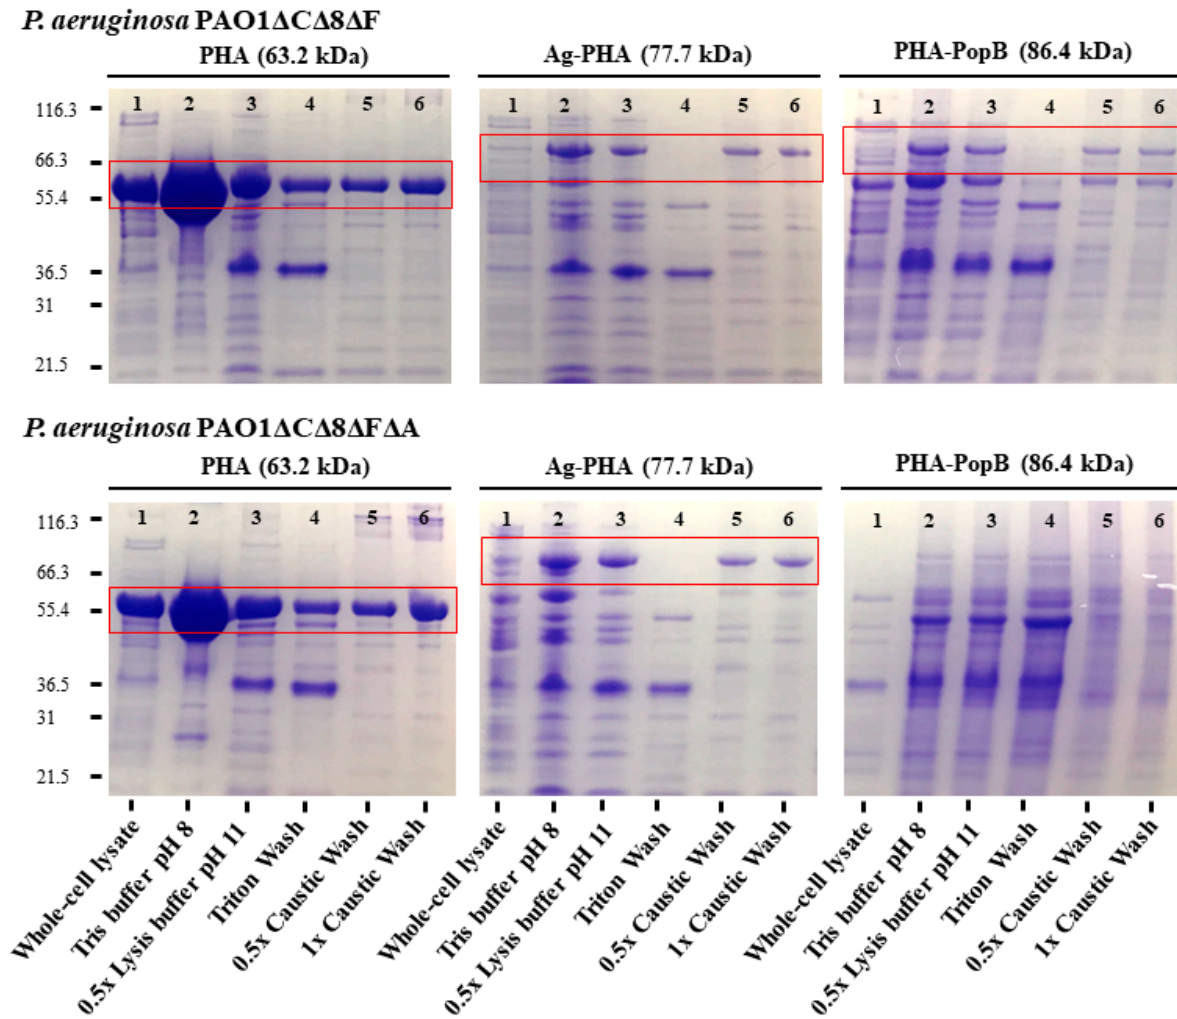 P. aeruginosa PAO1ΔCΔ8ΔF
PHA (63.2 kDa)
Ag-PHA (77.7 kDa)
PHA-PopB (86.4 kDa)
1 2 3 4 5 6
1 2 3 4 5 6
1 2 3 4 5 6
116.3
66.3
55.4
36.5
31
21.5
P. aeruginosa PAO1ΔCΔ8ΔFΔA
PHA (63.2 kDa)
Ag-PHA (77.7 kDa)
PHA-PopB (86.4 kDa)
1 2 3 4 5 6
1 2 3 4 5 6
1 2 3 4 5 6
116.3
66.3
55.4
36.5
31
21.5
Whole-cell lysate
Tris buffer pH 8
0.5x Lysis buffer pH 11
Triton Wash
0.5x Caustic Wash
1x Caustic Wash
Whole-cell lysate
Tris buffer pH 8
0.5x Lysis buffer pH 11
Triton Wash
0.5x Caustic Wash
1x Caustic Wash
Whole-cell lysate
Tris buffer pH 8
0.5x Lysis buffer pH 11
Triton Wash
0.5x Caustic Wash
1x Caustic Wash